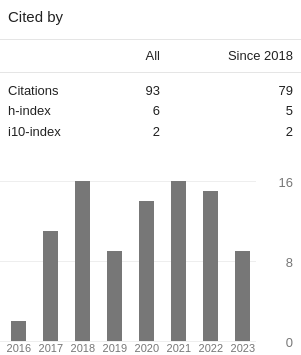 Cited by
All Since 2018
Citations 93 79
h-index 6 5
i10-index 2 2
16
8
0
2016 2017 2018 2019 2020 2021 2022 2023